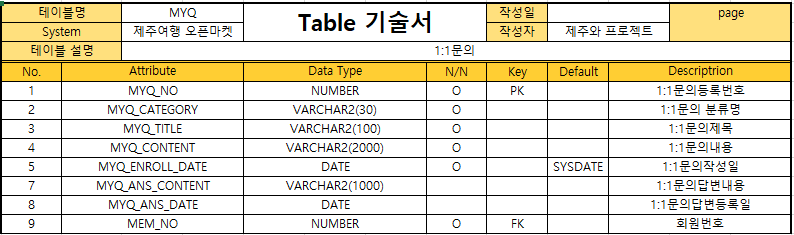 테이블명 MYQ Table 기술서 작성일 page
System 제주여행 오픈마켓 작성자 제주와 프로젝트
테이블 설명 1:1문의
No. Attribute Data Type N/N Key Default Descriptrion
1 MYQ_NO NUMBER O PK 1:1문의등록번호
2 MYQ_CATEGORY VARCHAR2(30) O 1:1문의 분류명
3 MYQ_TITLE VARCHAR2(100) O 1:1문의제목
4 MYQ_CONTENT VARCHAR2(2000) O 1:1문의내용
5 MYQ_ENROLL_DATE DATE O SYSDATE 1:1문의작성일
7 MYQ_ANS_CONTENT VARCHAR2(1000) 1:1문의답변내용
8 MYQ_ANS_DATE DATE 1:1문의답변등록일
9 MEM_NO NUMBER O FK 회원번호